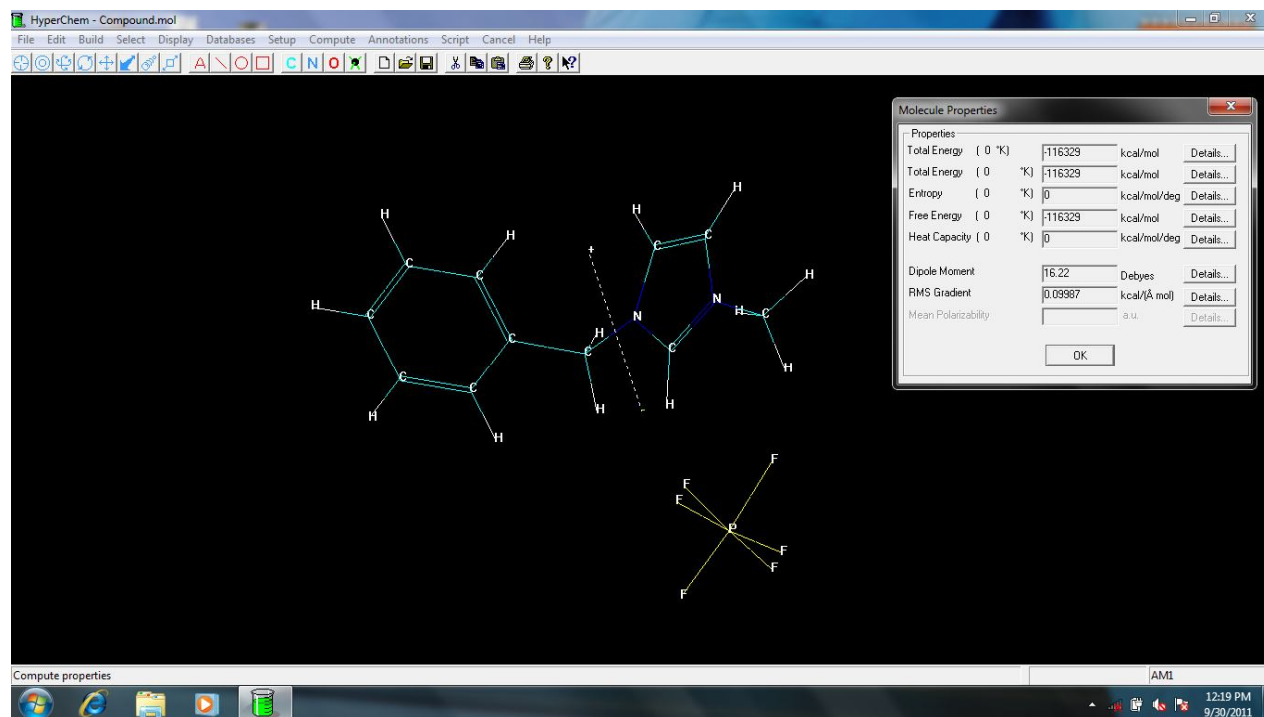 HyperChem - Compound.mol
File Edit Build Select Display Databases Setup Compute Annotations Script Cancel Help
A C N O
Molecule Properties
Properties
Total Energy ( 0 °K) -116329 kcal/mol Details...
Total Energy ( 0 °K) -116329 kcal/mol Details...
Entropy ( 0 °K) 0 kcal/mol/deg Details...
Free Energy ( 0 °K) -116329 kcal/mol Details...
Heat Capacity ( 0 °K) 0 kcal/mol/deg Details...
Dipole Moment 16.22 Debyes Details...
RMS Gradient 0.09987 kcal/(Å mol) Details...
Mean Polarizability a.u. Details...
OK
H
H H
H H
C C
C C H
H C N N H C
C H C
C C H
C H H H
H
H
F
F
F
P
F
F
F
Compute properties AM1
12:19 PM
9/30/2011